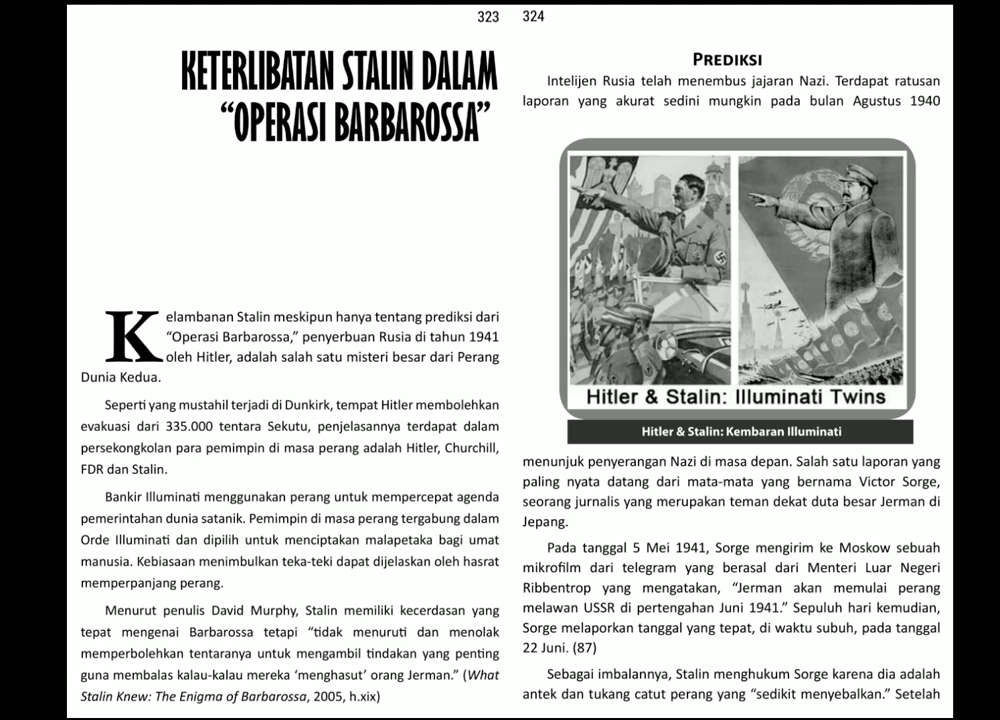 323
KETERLIBATAN STALIN DALAM
“OPERASI BARBAROSSA”
Kelambanan Stalin meskipun hanya tentang prediksi dari
“Operasi Barbarossa,” penyerbuan Rusia di tahun 1941
oleh Hitler, adalah salah satu misteri besar dari Perang
Dunia Kedua.
Seperti yang mustahil terjadi di Dunkirk, tempat Hitler membolehkan
evakuasi dari 335.000 tentara Sekutu, penjelasannya terdapat dalam
persekongkolan para pemimpin di masa perang adalah Hitler, Churchill,
FDR dan Stalin.
Bankir Illuminati menggunakan perang untuk mempercepat agenda
pemerintahan dunia satanik. Pemimpin di masa perang tergabung dalam
Orde Illuminati dan dipilih untuk menciptakan malapetaka bagi umat
manusia. Kebiasaan menimbulkan teka-teki dapat dijelaskan oleh hasrat
memperpanjang perang.
Menurut penulis David Murphy, Stalin memiliki kecerdasan yang
tepat mengenai Barbarossa tetapi “tidak menuruti dan menolak
memperbolehkan tentaranya untuk mengambil tindakan yang penting
guna membalas kalau-kalau mereka ‘menghasut’ orang Jerman.” (What
Stalin Knew: The Enigma of Barbarossa, 2005, h.xix)
324
PREDIKSI
Intelijen Rusia telah menembus jajaran Nazi. Terdapat ratusan
laporan yang akurat sedini mungkin pada bulan Agustus 1940
Hitler & Stalin: Illuminati Twins
Hitler & Stalin: Kembaran Illuminati
menunjuk penyerangan Nazi di masa depan. Salah satu laporan yang
paling nyata datang dari mata-mata yang bernama Victor Sorge,
seorang jurnalis yang merupakan teman dekat duta besar Jerman di
Jepang.
Pada tanggal 5 Mei 1941, Sorge mengirim ke Moskow sebuah
mikrofilm dari telegram yang berasal dari Menteri Luar Negeri
Ribbentrop yang mengatakan, “Jerman akan memulai perang
melawan USSR di pertengahan Juni 1941.” Sepuluh hari kemudian,
Sorge melaporkan tanggal yang tepat, di waktu subuh, pada tanggal
22 Juni. (87)
Sebagai imbalannya, Stalin menghukum Sorge karena dia adalah
antek dan tukang catut perang yang “sedikit menyebalkan.” Setelah